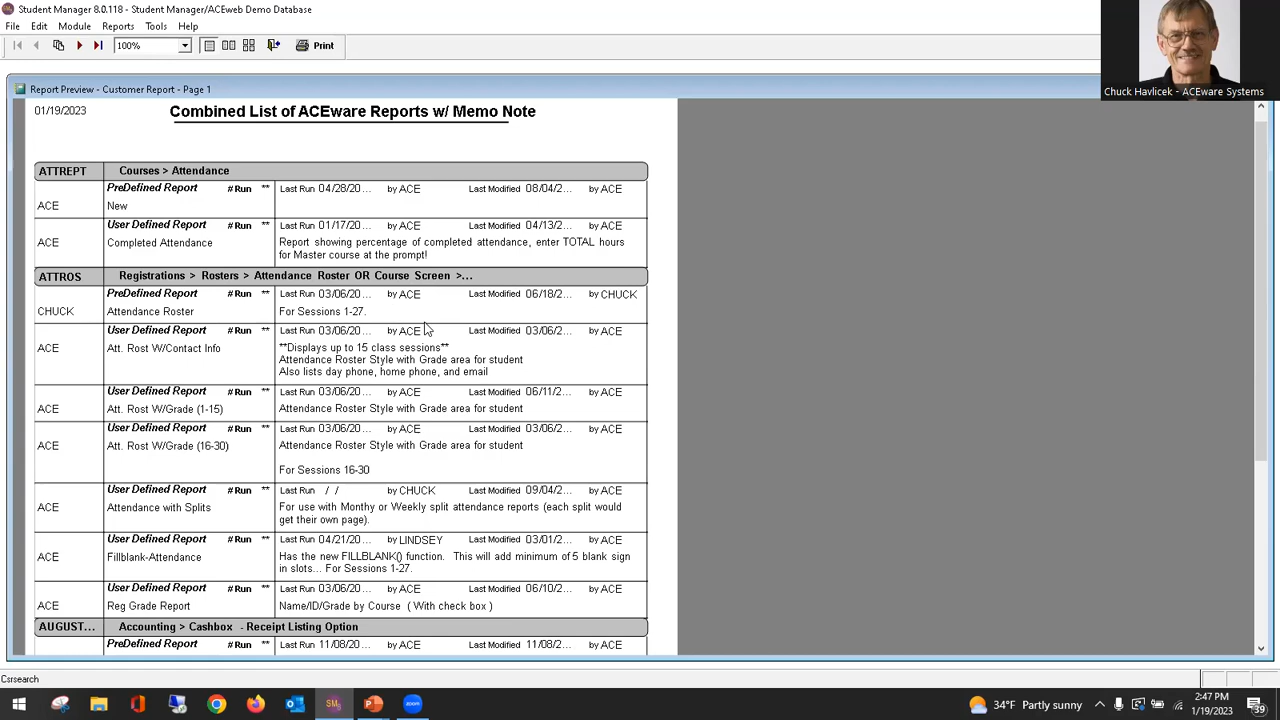 Student Manager 8.0.118 - Student Manager/ACEweb Demo Database
File Edit Module Reports Tools Help
100% Print
Chuck Havlicek - ACEware Systems
Report Preview - Customer Report - Page 1
01/19/2023 Combined List of ACEware Reports w/ Memo Note
ATTREPT Courses > Attendance
PreDefined Report # Run ** Last Run 04/28/20... by ACE Last Modified 08/04/2... by ACE
ACE New
User Defined Report # Run ** Last Run 01/17/20... by ACE Last Modified 04/13/2... by ACE
ACE Completed Attendance Report showing percentage of completed attendance, enter TOTAL hours
for Master course at the prompt!
ATTROS Registrations > Rosters > Attendance Roster OR Course Screen >...
PreDefined Report # Run ** Last Run 03/06/20... by ACE Last Modified 06/18/2... by CHUCK
CHUCK Attendance Roster For Sessions 1-27.
User Defined Report # Run ** Last Run 03/06/20... by ACE Last Modified 03/06/2... by ACE
ACE Att. Rost W/Contact Info **Displays up to 15 class sessions**
Attendance Roster Style with Grade area for student
Also lists day phone, home phone, and email
User Defined Report # Run ** Last Run 03/06/20... by ACE Last Modified 06/11/2... by ACE
ACE Att. Rost W/Grade (1-15) Attendance Roster Style with Grade area for student
User Defined Report # Run ** Last Run 03/06/20... by ACE Last Modified 03/06/2... by ACE
ACE Att. Rost W/Grade (16-30) Attendance Roster Style with Grade area for student
For Sessions 16-30
User Defined Report # Run ** Last Run / / by CHUCK Last Modified 09/04/2... by ACE
ACE Attendance with Splits For use with Monthy or Weekly split attendance reports (each split would
get their own page).
User Defined Report # Run ** Last Run 04/21/20... by LINDSEY Last Modified 03/01/2... by ACE
ACE Fillblank-Attendance Has the new FILLBLANK() function. This will add minimum of 5 blank sign
in slots... For Sessions 1-27.
User Defined Report # Run ** Last Run 03/06/20... by ACE Last Modified 06/10/2... by ACE
ACE Reg Grade Report Name/ID/Grade by Course ( With check box )
AUGUST... Accounting > Cashbox - Receipt Listing Option
PreDefined Report # Run ** Last Run 11/08/20... by ACE Last Modified 11/08/2... by ACE
Csrsearch
34°F Partly sunny 2:47 PM
1/19/2023 39